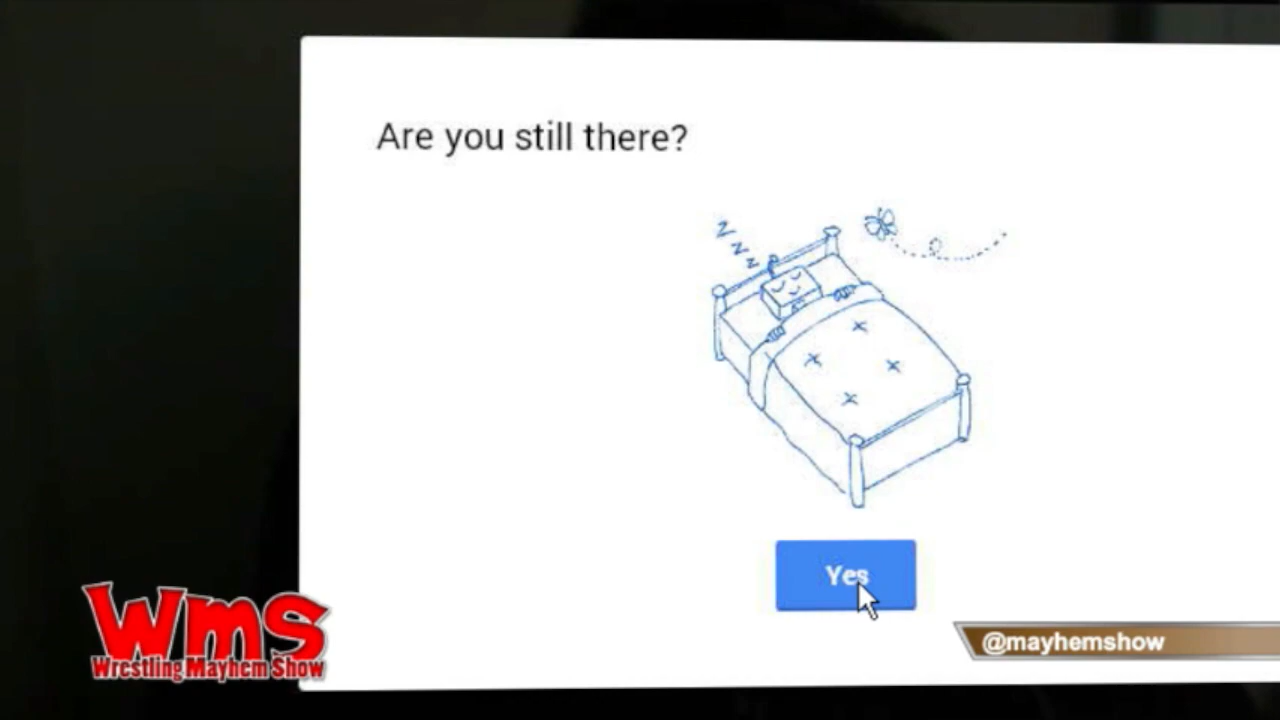 Are you still there?
z z z
Yes
wms
Wrestling Mayhem Show
@mayhemshow